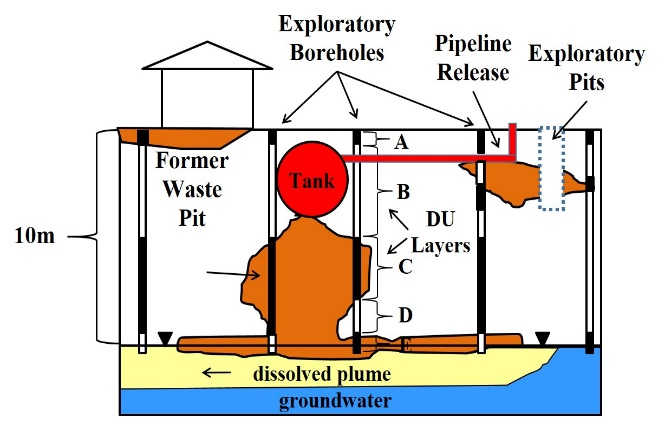 Exploratory
Boreholes
Pipeline
Release
Exploratory
Pits
A
Former
Waste
Pit
Tank
B
DU
Layers
10m
C
D
E
dissolved plume
groundwater